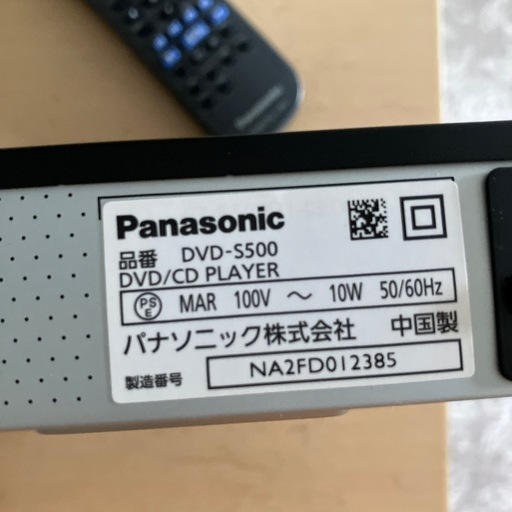 Panasonic
Panasonic
品番 DVD-S500
DVD/CD PLAYER
PSE MAR 100V ～ 10W 50/60Hz
パナソニック株式会社 中国製
製造番号 NA2FD012385